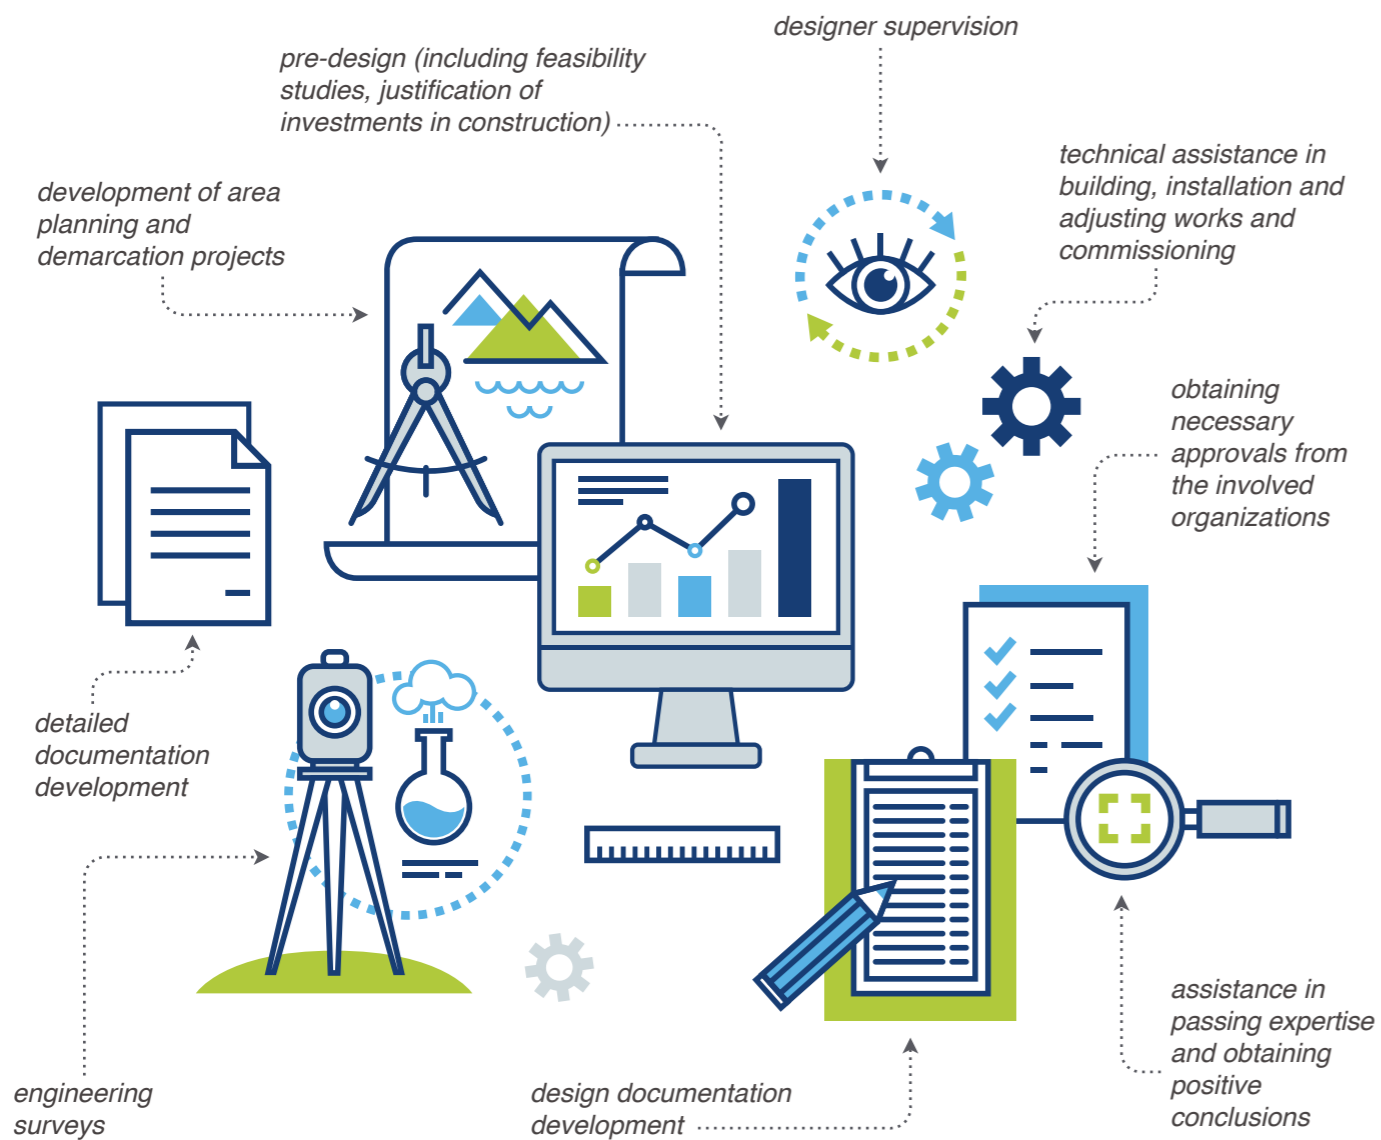 designer supervision
pre-design (including feasibility
studies, justification of
investments in construction)
technical assistance in
building, installation and
adjusting works and
commissioning
development of area
planning and
demarcation projects
obtaining
necessary
approvals from
the involved
organizations
detailed
documentation
development
assistance in
passing expertise
and obtaining
positive
conclusions
engineering
surveys
design documentation
development